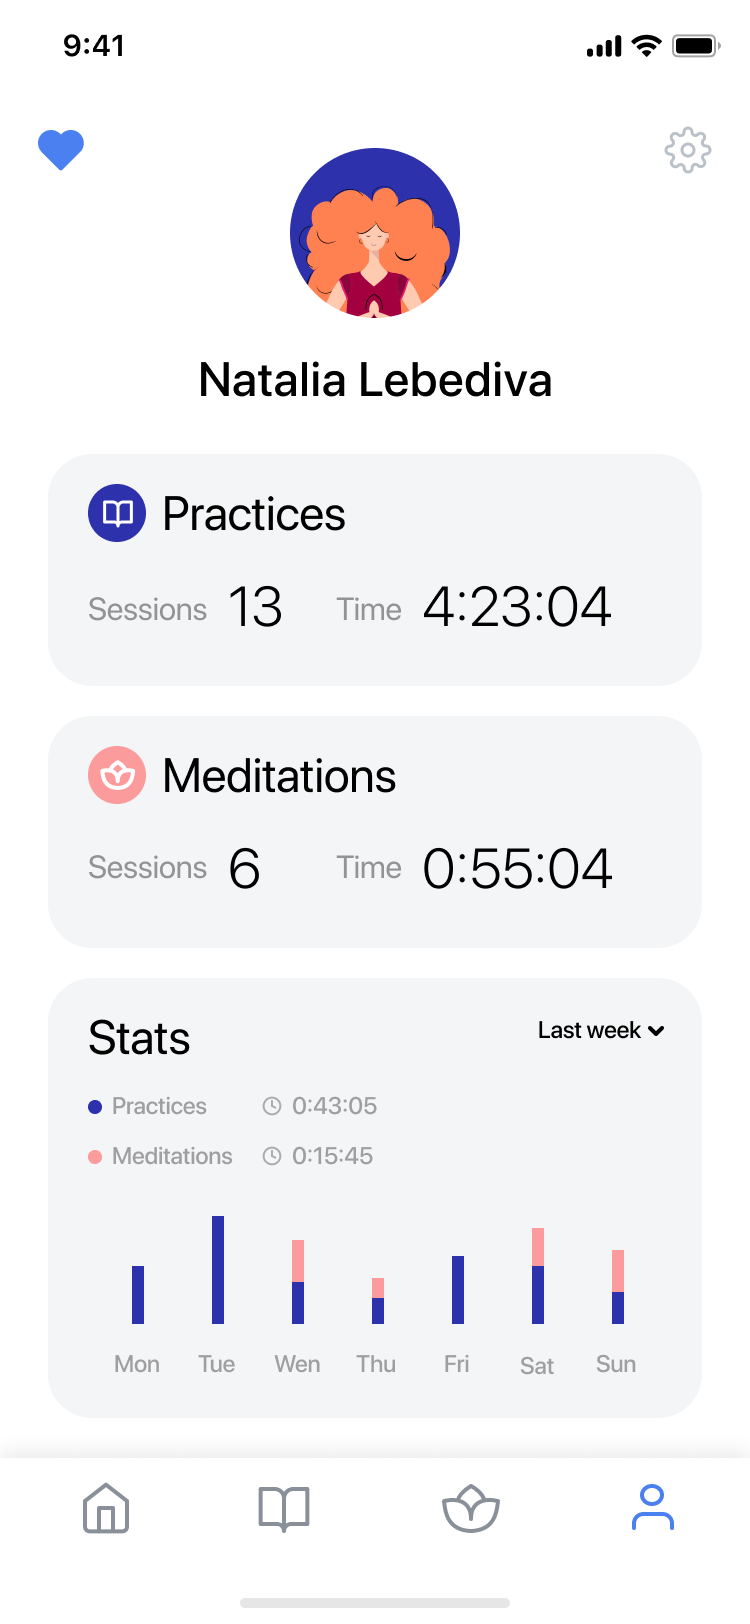 9:41
Natalia Lebediva
Practices
Sessions 13 Time 4:23:04
Meditations
Sessions 6 Time 0:55:04
Stats Last week
Practices 0:43:05
Meditations 0:15:45
Mon Tue Wen Thu Fri Sat Sun